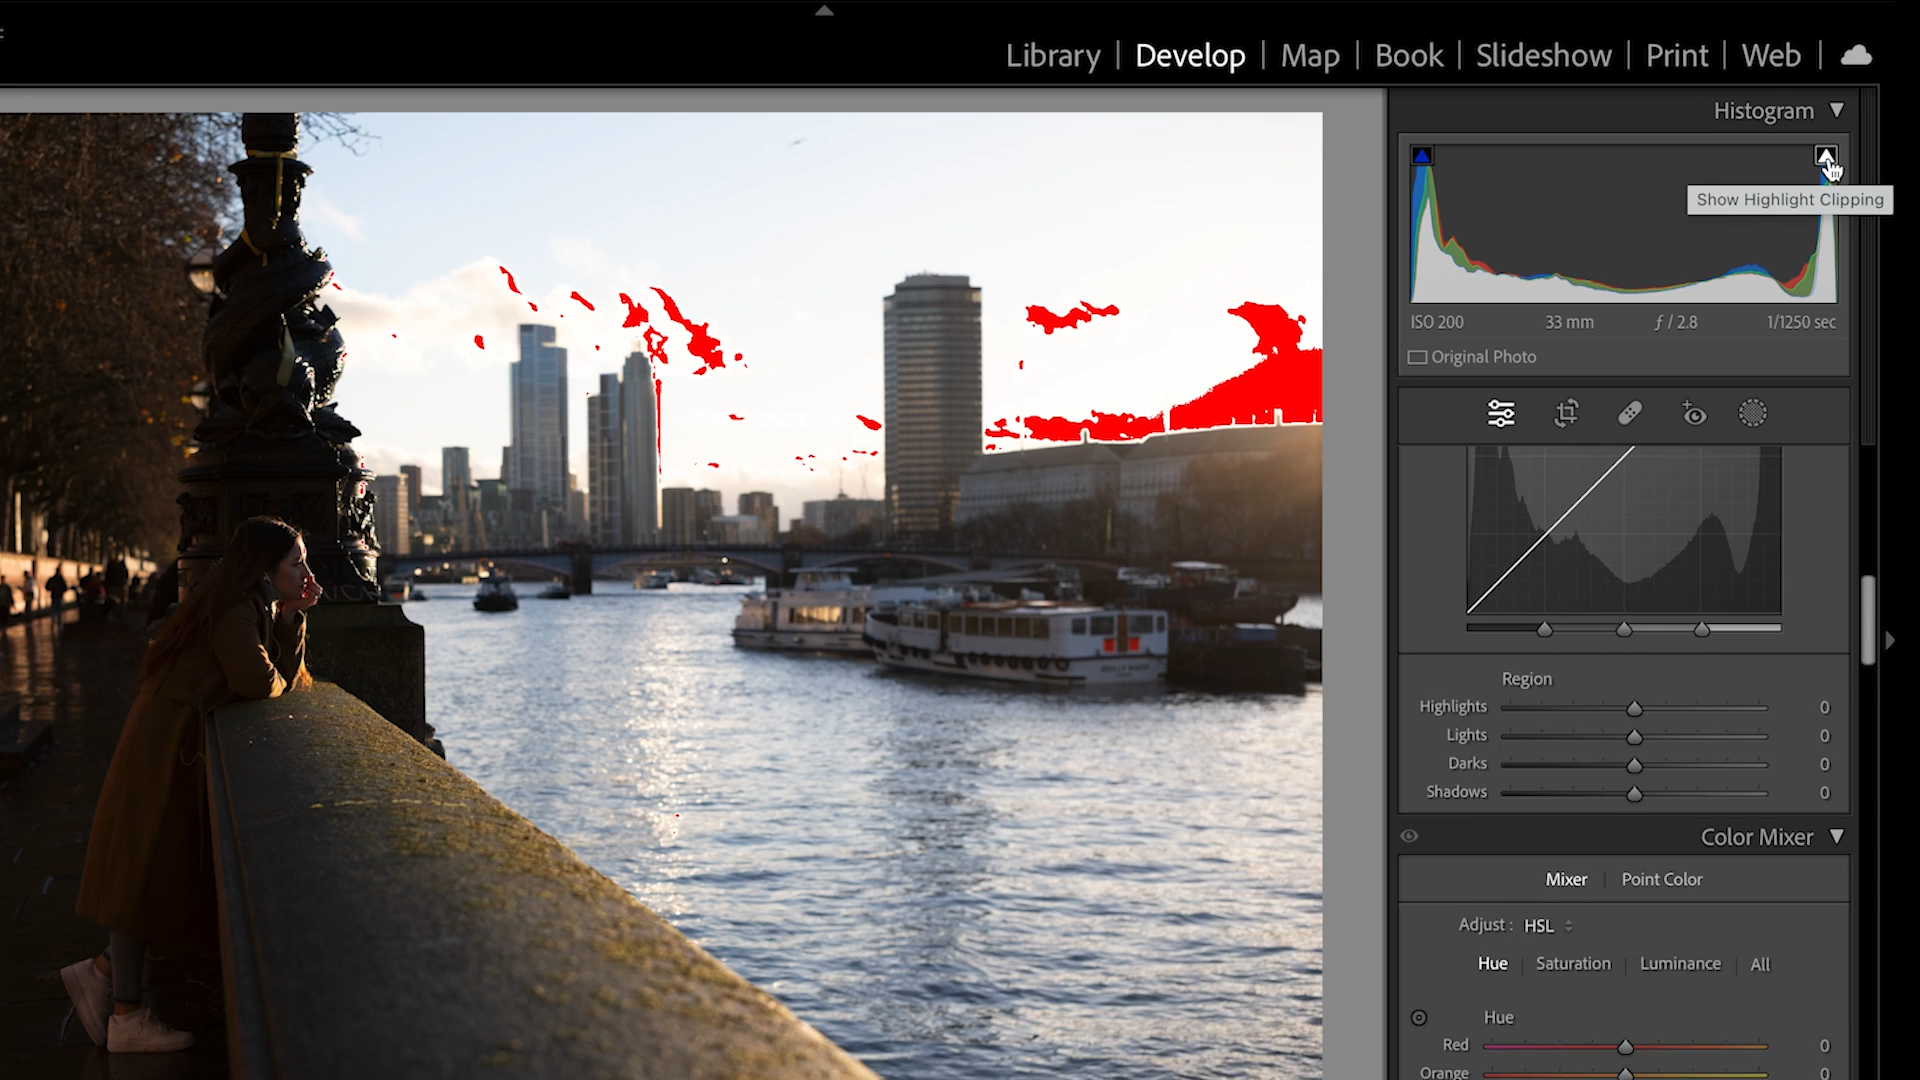 Library | Develop | Map | Book | Slideshow | Print | Web |
Histogram
Show Highlight Clipping
ISO 200 33 mm ƒ / 2.8 1/1250 sec
Original Photo
Region
Highlights 0
Lights 0
Darks 0
Shadows 0
Color Mixer
Mixer | Point Color
Adjust : HSL
Hue | Saturation | Luminance | All
Hue
Red 0
Orange 0